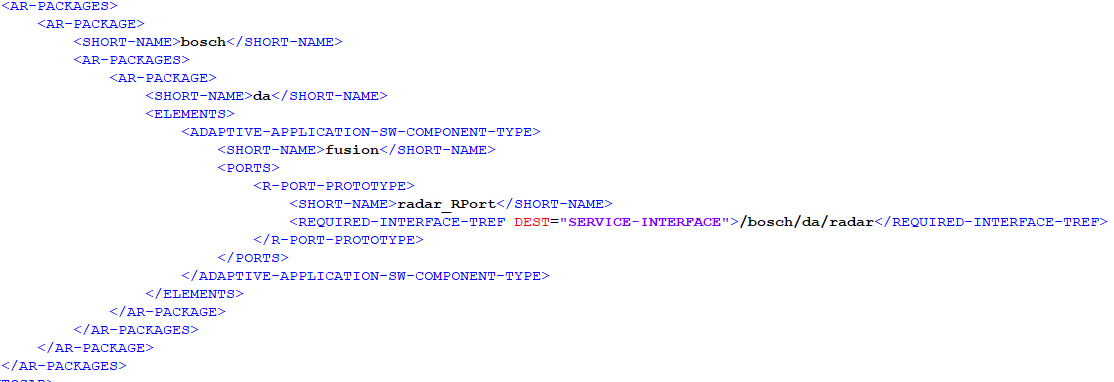 <AR-PACKAGES>
<AR-PACKAGE>
<SHORT-NAME>bosch</SHORT-NAME>
<AR-PACKAGES>
<AR-PACKAGE>
<SHORT-NAME>da</SHORT-NAME>
<ELEMENTS>
<ADAPTIVE-APPLICATION-SW-COMPONENT-TYPE>
<SHORT-NAME>fusion</SHORT-NAME>
<PORTS>
<R-PORT-PROTOTYPE>
<SHORT-NAME>radar_RPort</SHORT-NAME>
<REQUIRED-INTERFACE-TREF DEST="SERVICE-INTERFACE">/bosch/da/radar</REQUIRED-INTERFACE-TREF>
</R-PORT-PROTOTYPE>
</PORTS>
</ADAPTIVE-APPLICATION-SW-COMPONENT-TYPE>
</ELEMENTS>
</AR-PACKAGE>
</AR-PACKAGES>
</AR-PACKAGE>
</AR-PACKAGES>